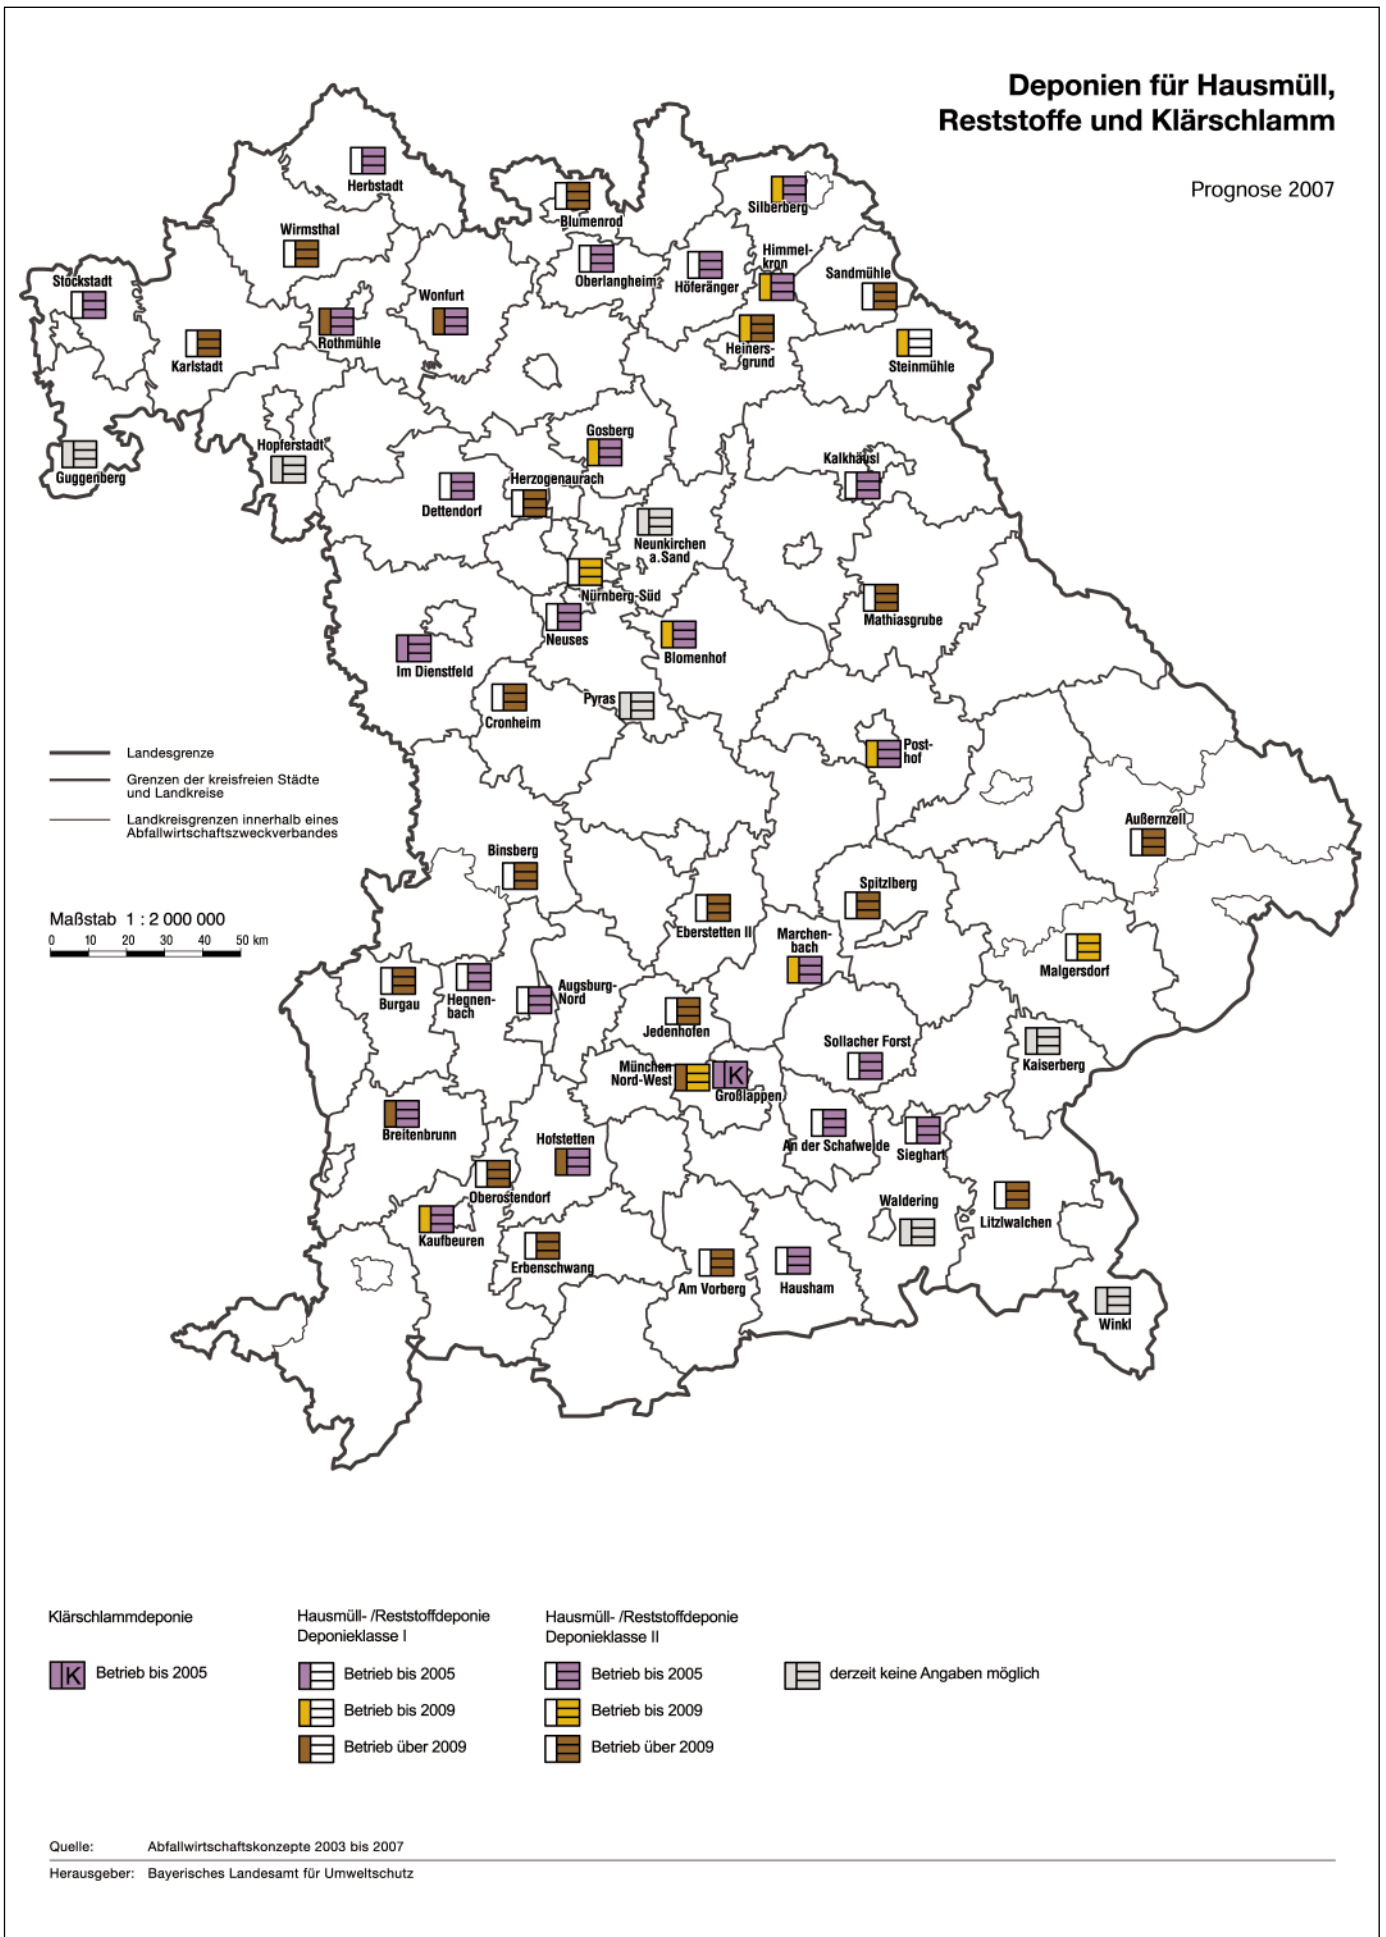 Deponien für Hausmüll,
Reststoffe und Klärschlamm
Prognose 2007
Herbstadt
Silberberg
Blumenrod
Wirmsthal
Himmel-
kron
Sandmühle
Stockstadt
Oberlangheim
Höferänger
Wonfurt
Rothmühle
Karlstadt
Heiners-
grund
Steinmühle
Gosberg
Hopferstadt
Kalkhäusl
Guggenberg
Herzogenaurach
Dettendorf
Neunkirchen
a.Sand
Nürnberg-Süd
Mathiasgrube
Neuses
Blomenhof
Im Dienstfeld
Pyras
Cronheim
Post-
hof
Landesgrenze
Grenzen der kreisfreien Städte
und Landkreise
Landkreisgrenzen innerhalb eines
Abfallwirtschaftszweckverbandes
Außernzell
Binsberg
Spitzlberg
Maßstab 1 : 2 000 000
0 10 20 30 40 50 km
Eberstetten II
Marchen-
bach
Malgersdorf
Augsburg-
Nord
Burgau
Hegnen-
bach
Jedenhofen
Sollacher Forst
Kaiserberg
München
Nord-West
K
Großlappen
Breitenbrunn
Hofstetten
An der Schafweide
Sieghart
Oberostendorf
Waldering
Litzlwalchen
Kaufbeuren
Erbenschwang
Am Vorberg
Hausham
Winkl
Klärschlammdeponie
K Betrieb bis 2005
Hausmüll- /Reststoffdeponie
Deponieklasse I
Betrieb bis 2005
Betrieb bis 2009
Betrieb über 2009
Hausmüll- /Reststoffdeponie
Deponieklasse II
Betrieb bis 2005
Betrieb bis 2009
Betrieb über 2009
derzeit keine Angaben möglich
Quelle: Abfallwirtschaftskonzepte 2003 bis 2007
Herausgeber: Bayerisches Landesamt für Umweltschutz